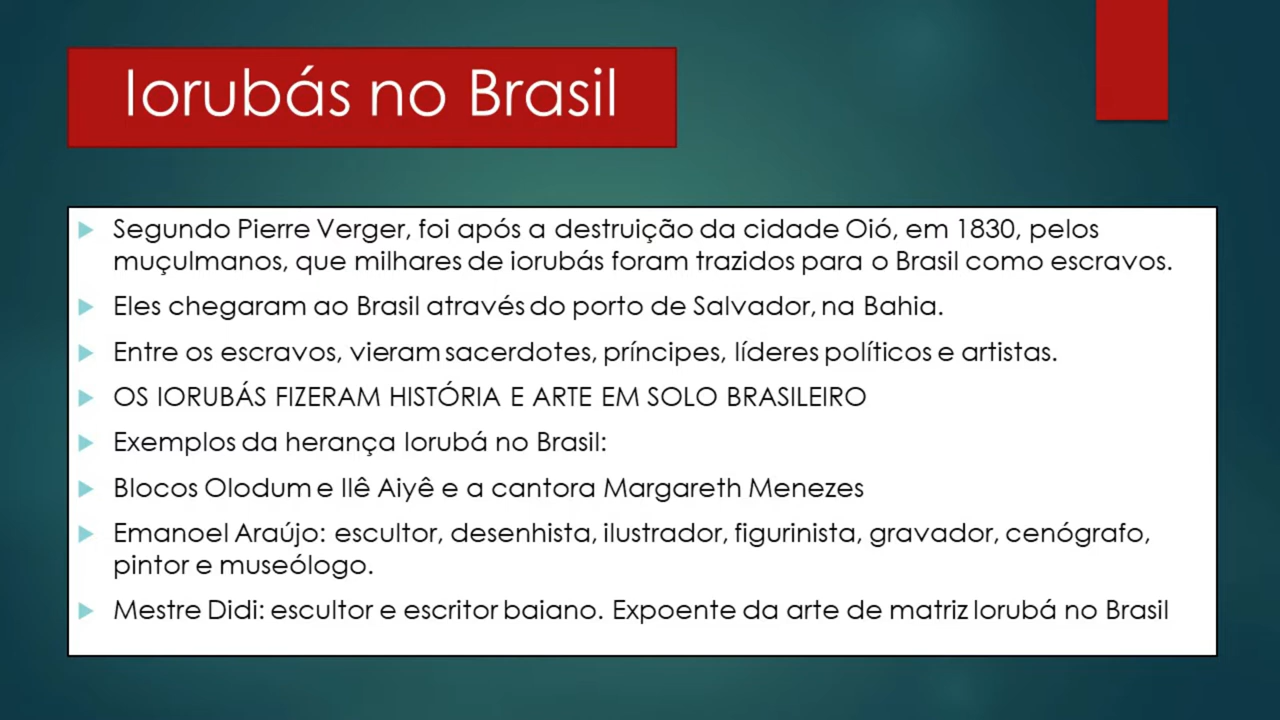 Iorubás no Brasil
Segundo Pierre Verger, foi após a destruição da cidade Oió, em 1830, pelos
muçulmanos, que milhares de iorubás foram trazidos para o Brasil como escravos.
Eles chegaram ao Brasil através do porto de Salvador, na Bahia.
Entre os escravos, vieram sacerdotes, príncipes, líderes políticos e artistas.
OS IORUBÁS FIZERAM HISTÓRIA E ARTE EM SOLO BRASILEIRO
Exemplos da herança Iorubá no Brasil:
Blocos Olodum e Ilê Aiyê e a cantora Margareth Menezes
Emanoel Araújo: escultor, desenhista, ilustrador, figurinista, gravador, cenógrafo,
pintor e museólogo.
Mestre Didi: escultor e escritor baiano. Expoente da arte de matriz Iorubá no Brasil